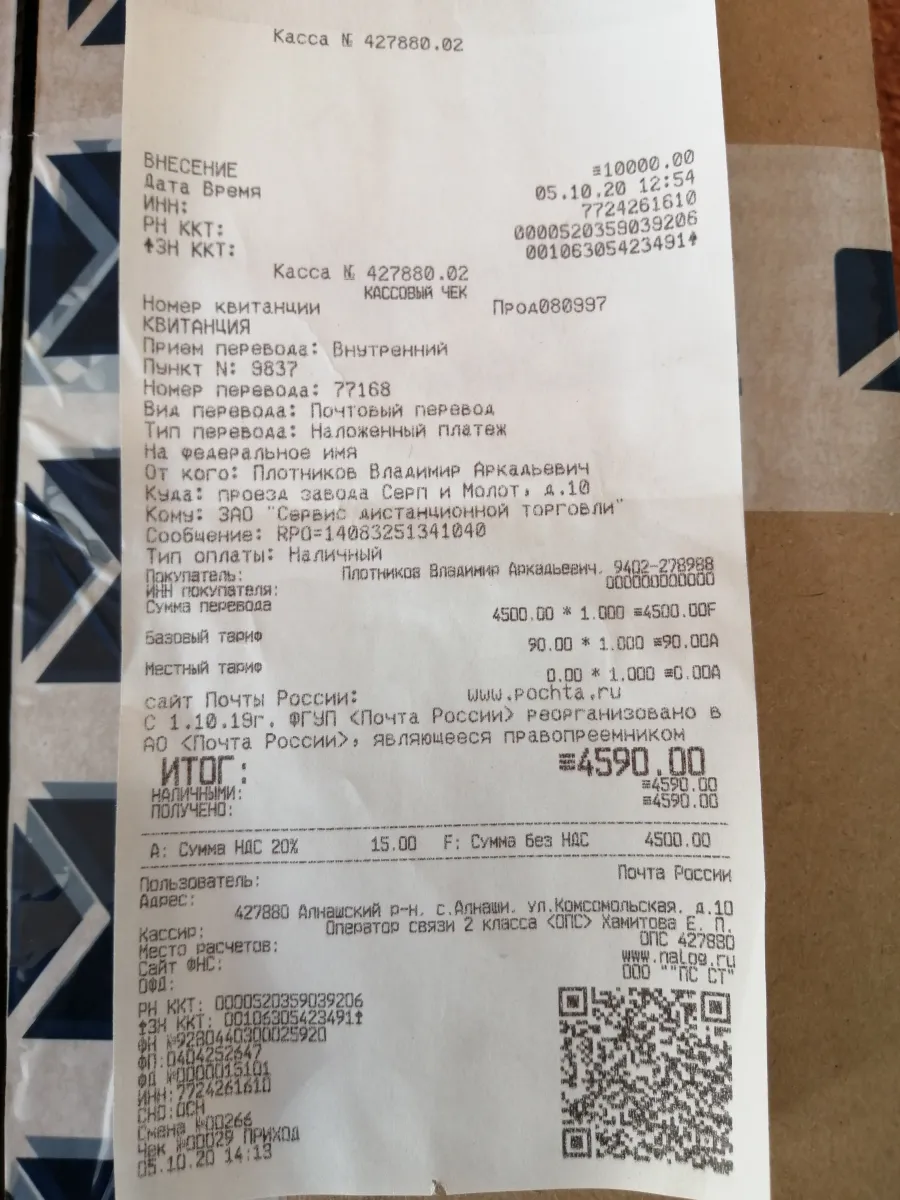 Касса № 427880.02
ВНЕСЕНИЕ ≡10000.00
Дата Время 05.10.20 12:54
ИНН: 7724261610
РН ККТ: 0000520359039206
↑ЗН ККТ: 00106305423491↑
Касса № 427880.02
КАССОВЫЙ ЧЕК
Номер квитанции Прод080997
КВИТАНЦИЯ
Прием перевода: Внутренний
Пункт N: 9837
Номер перевода: 77168
Вид перевода: Почтовый перевод
Тип перевода: Наложенный платеж
На федеральное имя
От кого: Плотников Владимир Аркадьевич
Куда: проезд завода Серп и Молот, д.10
Кому: ЗАО "Сервис дистанционной торговли"
Сообщение: RPO=14083251341040
Тип оплаты: Наличный
Покупатель: Плотников Владимир Аркадьевич, 9402-278988
ИНН покупателя: 000000000000
Сумма перевода
4500.00 * 1.000 ≡4500.00F
Базовый тариф
90.00 * 1.000 ≡90.00А
Местный тариф
0.00 * 1.000 ≡0.00А
сайт Почты России: www.pochta.ru
С 1.10.19г. ФГУП <Почта России> реорганизовано в
АО <Почта России>, являющееся правопреемником
ИТОГ: ≡4590.00
НАЛИЧНЫМИ: ≡4590.00
ПОЛУЧЕНО: ≡4590.00
А: Сумма НДС 20% 15.00 F: Сумма без НДС 4500.00
Пользователь: Почта России
Адрес:
427880 Алнашский р-н, с.Алнаши, ул.Комсомольская, д.10
Кассир: Оператор связи 2 класса <ОПС> Хамитова Е. П.
Место расчетов: ОПС 427880
Сайт ФНС: www.nalog.ru
ОФД: ООО ""ПС СТ"
РН ККТ: 0000520359039206
↑ЗН ККТ: 00106305423491↑
ФН №9280440300025920
ФП:0404252647
ФД №0000015101
ИНН:7724261610
СНО:ОСН
Смена №00266
Чек №00029 ПРИХОД
05.10.20 14:13